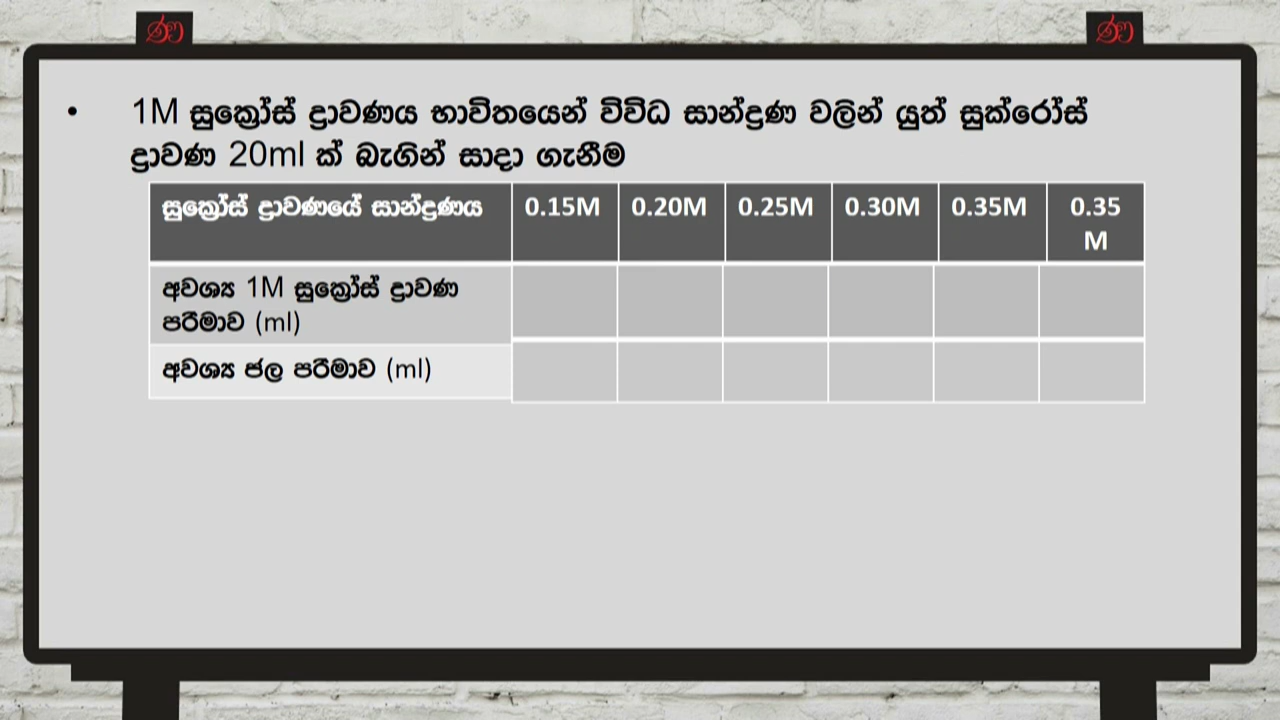 • 1M සුක්‍රෝස් ද්‍රාවණය භාවිතයෙන් විවිධ සාන්ද්‍රණ වලින් යුත් සුක්රෝස්
ද්‍රාවණ 20ml ක් බැගින් සාදා ගැනීම
සුක්‍රෝස් ද්‍රාවණයේ සාන්ද්‍රණය 0.15M 0.20M 0.25M 0.30M 0.35M 0.35
M
අවශ්‍ය 1M සුක්‍රෝස් ද්‍රාවණ
පරිමාව (ml)
අවශ්‍ය ජල පරිමාව (ml)